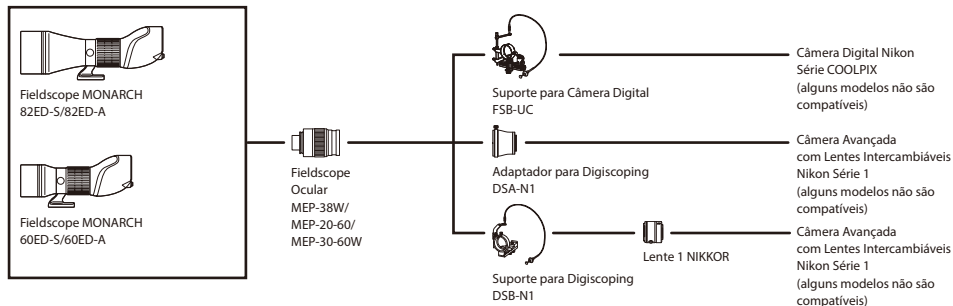 Fieldscope MONARCH
82ED-S/82ED-A
Fieldscope MONARCH
60ED-S/60ED-A
Fieldscope
Ocular
MEP-38W/
MEP-20-60/
MEP-30-60W
Suporte para Câmera Digital
FSB-UC
Câmera Digital Nikon
Série COOLPIX
(alguns modelos não são
compatíveis)
Adaptador para Digiscoping
DSA-N1
Câmera Avançada
com Lentes Intercambiáveis
Nikon Série 1
(alguns modelos não são
compatíveis)
Suporte para Digiscoping
DSB-N1
Lente 1 NIKKOR
Câmera Avançada
com Lentes Intercambiáveis
Nikon Série 1
(alguns modelos não são
compatíveis)